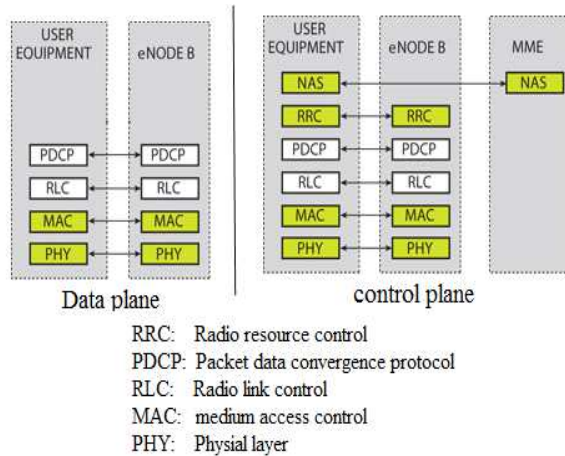 USER
EQUIPMENT
eNODE B
PDCP
PDCP
RLC
RLC
MAC
MAC
PHY
PHY
Data plane
USER
EQUIPMENT
eNODE B
MME
NAS
NAS
RRC
RRC
PDCP
PDCP
RLC
RLC
MAC
MAC
PHY
PHY
control plane
RRC: Radio resource control
PDCP: Packet data convergence protocol
RLC: Radio link control
MAC: medium access control
PHY: Physial layer